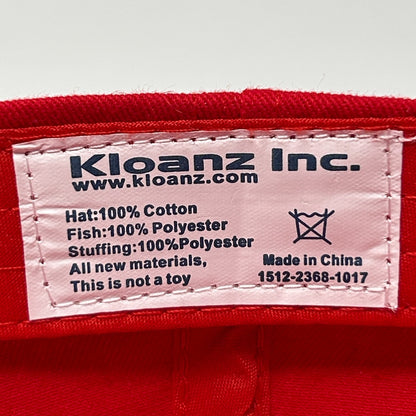 Kloanz Inc.
www.kloanz.com
Hat:100% Cotton
Fish:100% Polyester
Stuffing:100%Polyester
All new materials,
This is not a toy
Made in China
1512-2368-1017